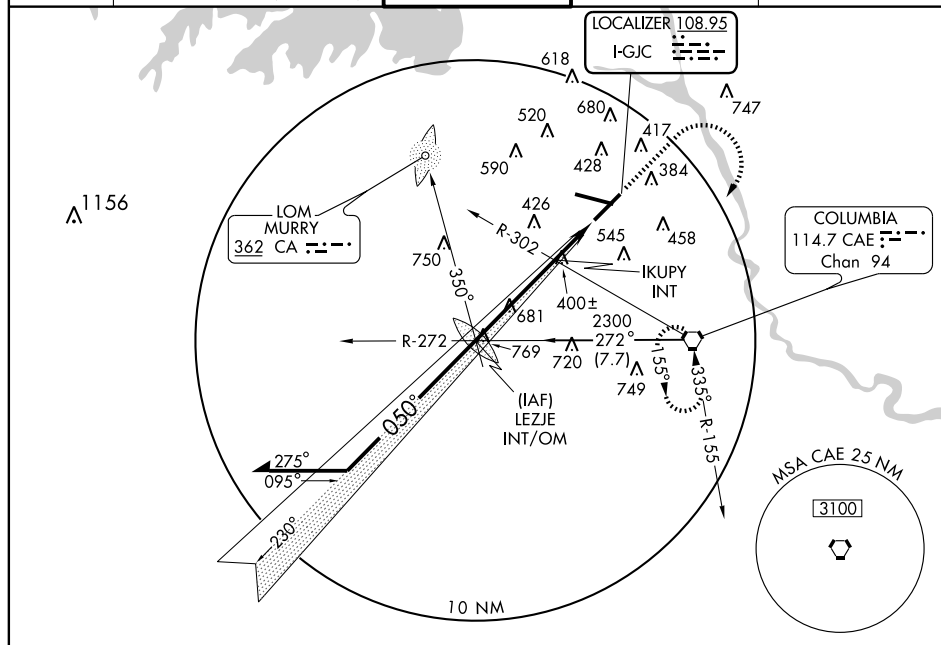 LOCALIZER 108.95
I-GJC
618
747
680
520
417
590
428
384
1156
LOM
MURRY
362 CA
426
R-302
458
COLUMBIA
114.7 CAE
Chan 94
545
750
350°
IKUPY
INT
400±
681
2300
R-272
769
272°
(7.7)
720
749
155°
335°
R-155
(IAF)
LEZJE
INT/OM
050°
275°
095°
230°
MSA CAE 25 NM
3100
10 NM